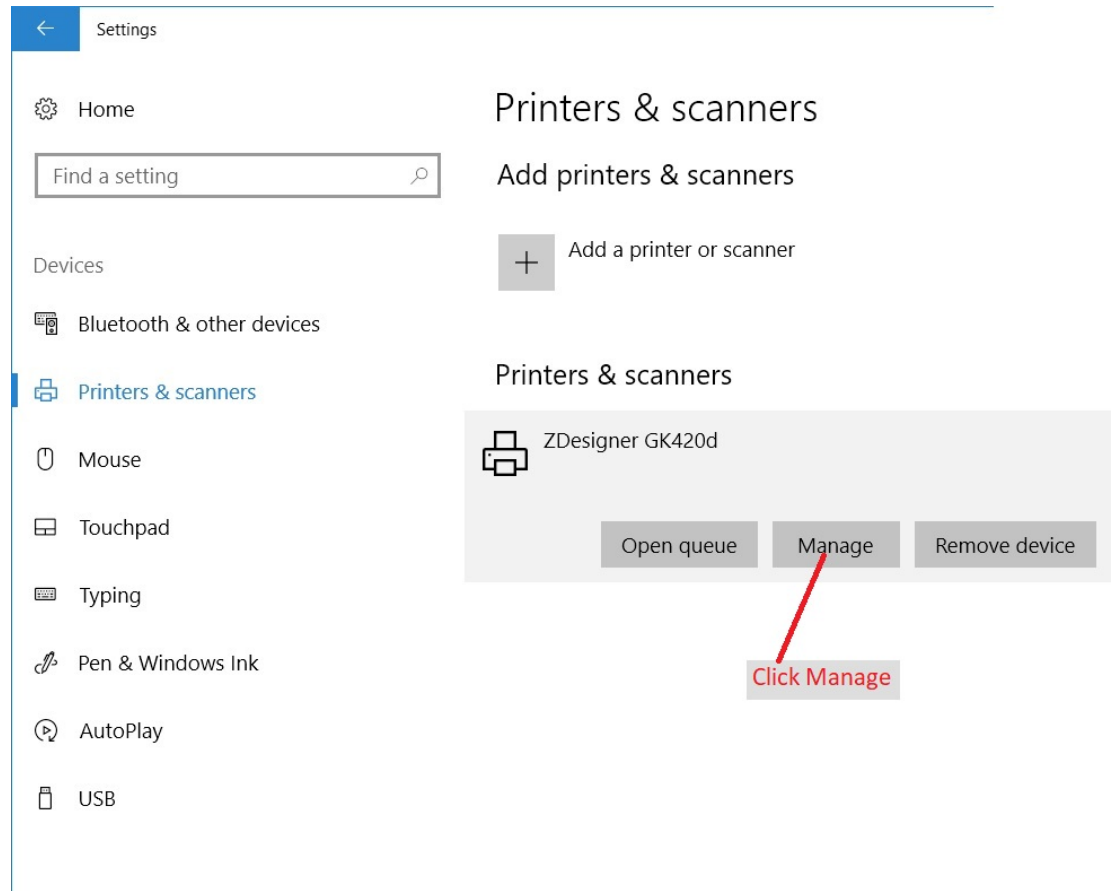 Settings
Home
Find a setting
Devices
Bluetooth & other devices
Printers & scanners
Mouse
Touchpad
Typing
Pen & Windows Ink
AutoPlay
USB
Printers & scanners
Add printers & scanners
Add a printer or scanner
Printers & scanners
ZDesigner GK420d
Open queue Manage Remove device
Click Manage